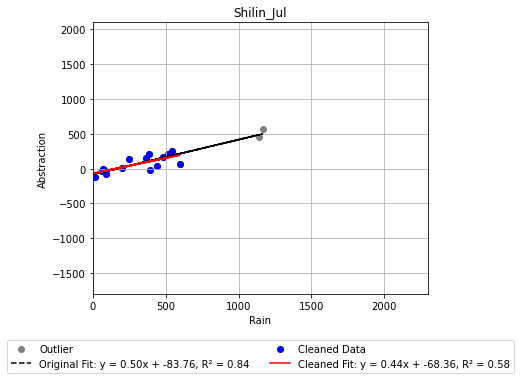 Shilin_Jul
2000
1500
1000
500
0
−500
−1000
−1500
Abstraction
0 500 1000 1500 2000
Rain
Outlier Cleaned Data
Original Fit: y = 0.50x + -83.76, R² = 0.84 Cleaned Fit: y = 0.44x + -68.36, R² = 0.58